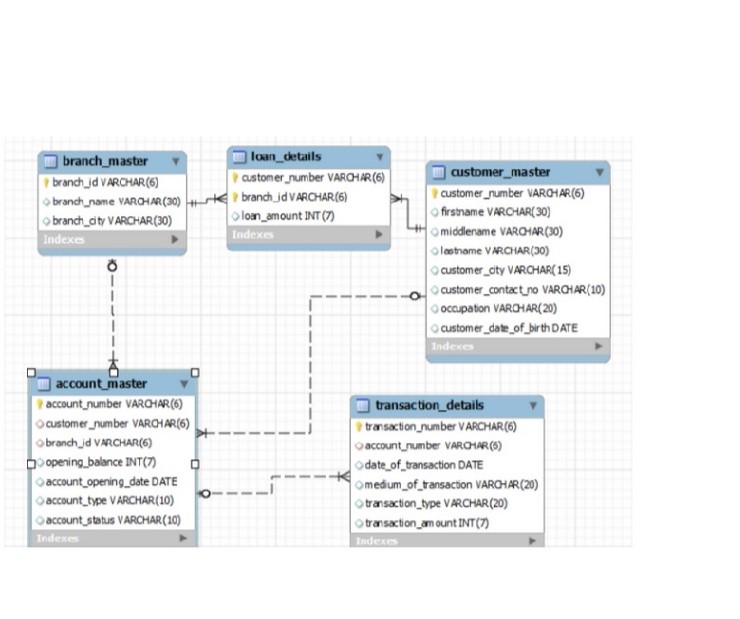 branch_master
branch_id VARCHAR(6)
branch_name VARCHAR(30)
branch_city VARCHAR(30)
Indexes
loan_details
customer_number VARCHAR(6)
branch_id VARCHAR(6)
loan_amount INT(7)
Indexes
customer_master
customer_number VARCHAR(6)
firstname VARCHAR(30)
middlename VARCHAR(30)
lastname VARCHAR(30)
customer_city VARCHAR(15)
customer_contact_no VARCHAR(10)
occupation VARCHAR(20)
customer_date_of_birth DATE
Indexes
account_master
account_number VARCHAR(6)
customer_number VARCHAR(6)
branch_id VARCHAR(6)
opening_balance INT(7)
account_opening_date DATE
account_type VARCHAR(10)
account_status VARCHAR(10)
Indexes
transaction_details
transaction_number VARCHAR(6)
account_number VARCHAR(6)
date_of_transaction DATE
medium_of_transaction VARCHAR(20)
transaction_type VARCHAR(20)
transaction_amount INT(7)
Indexes